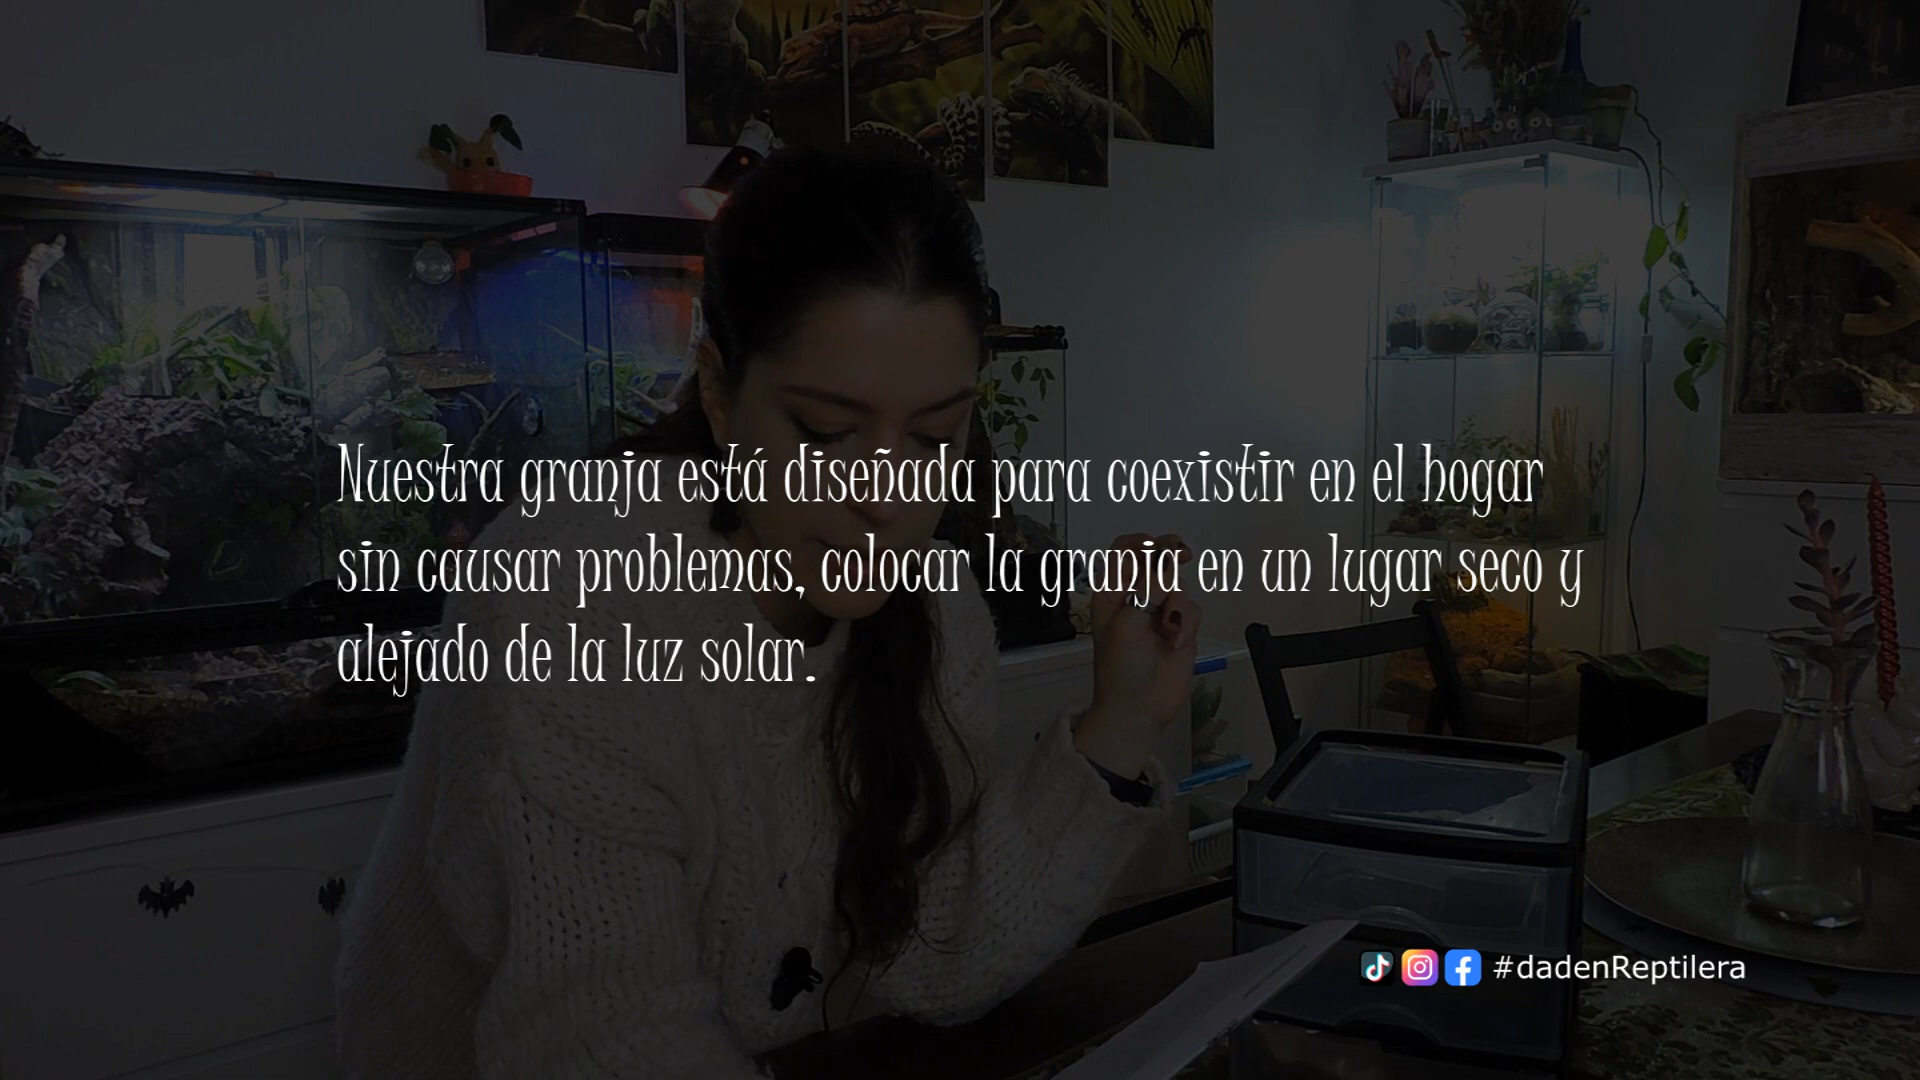 Nuestra granja está diseñada para coexistir en el hogar
sin causar problemas, colocar la granja en un lugar seco y
alejado de la luz solar.
#dadenReptilera